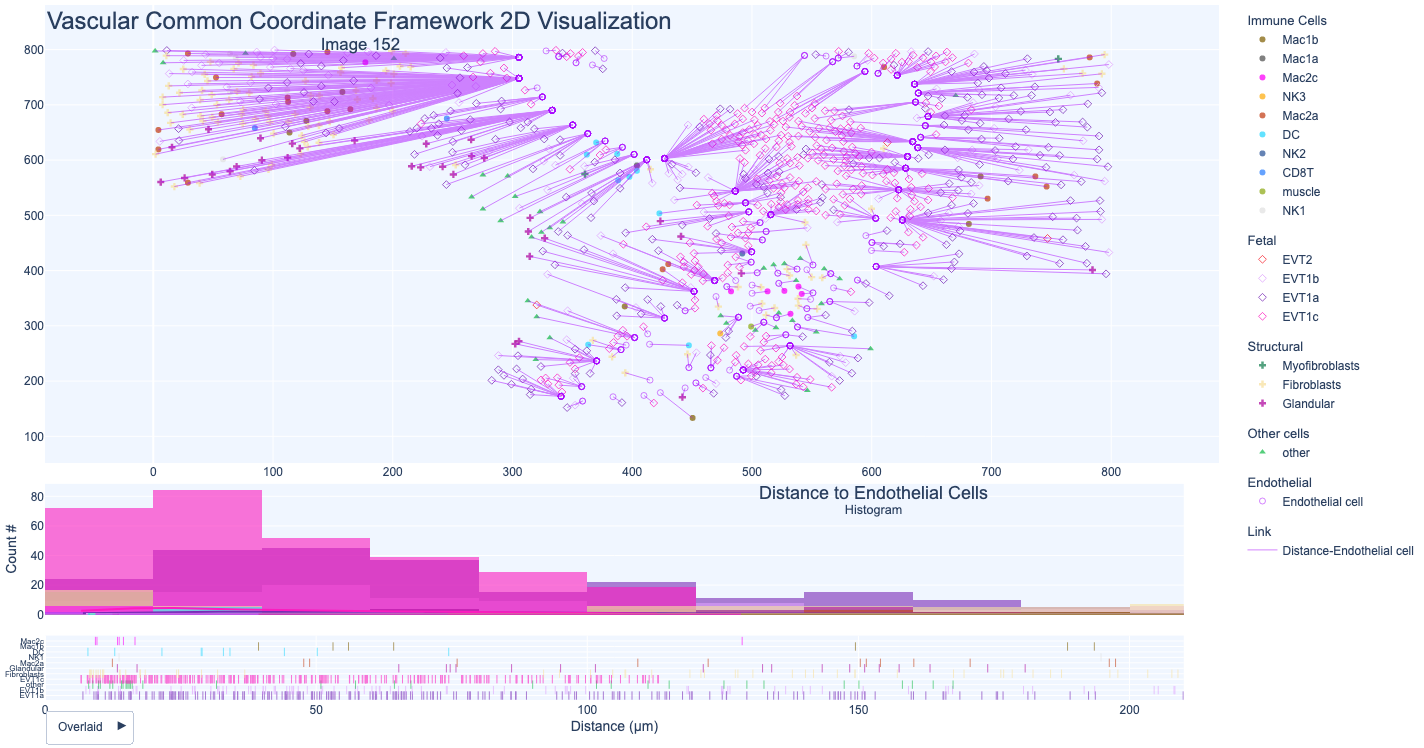 Vascular Common Coordinate Framework 2D Visualization
Image 152
800
700
600
500
400
300
200
100
0 100 200 300 400 500 600 700 800
Immune Cells
Mac1b
Mac1a
Mac2c
NK3
Mac2a
DC
NK2
CD8T
muscle
NK1
Fetal
EVT2
EVT1b
EVT1a
EVT1c
Structural
Myofibroblasts
Fibroblasts
Glandular
Other cells
other
Endothelial
Endothelial cell
Link
Distance-Endothelial cell
Distance to Endothelial Cells
Histogram
Count #
80
60
40
20
0
Mac2c
Mac1b
DC
NK1
Mac2a
Glandular
Fibroblasts
EVT1c
other
EVT1b
EVT1a
0 50 100 150 200
Distance (μm)
Overlaid ▶